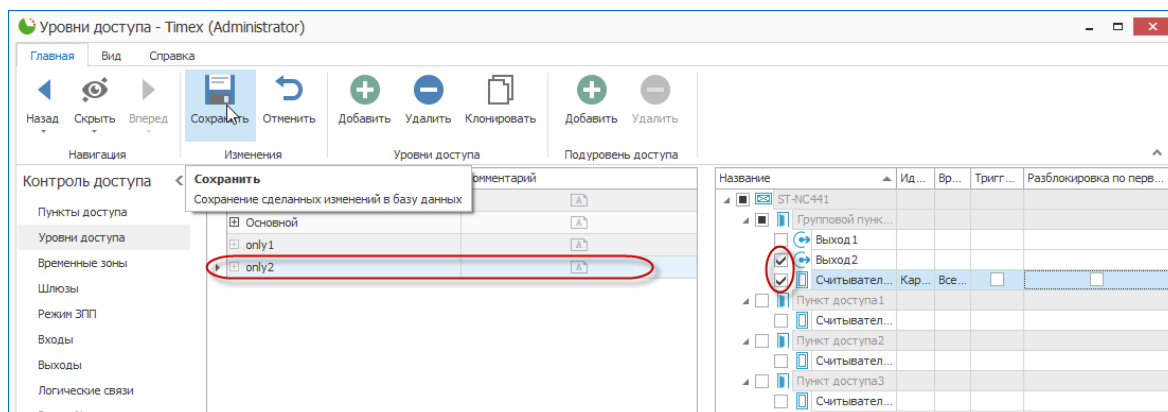 Уровни доступа - Timex (Administrator)
Главная Вид Справка
Назад Скрыть Вперед Сохранить Отменить Добавить Удалить Клонировать Добавить Удалить
Навигация Изменения Уровни доступа Подуровень доступа
Контроль доступа
Пункты доступа
Уровни доступа
Временные зоны
Шлюзы
Режим ЗПП
Входы
Выходы
Логические связи
Сохранить
Сохранение сделанных изменений в базу данных
омментарий
Основной
only1
only2
Название Ид... Вр... Тригг... Разблокировка по перв...
ST-NC441
Групповой пунк...
Выход1
Выход2
Считывател... Кар... Все...
Пункт доступа1
Считывател...
Пункт доступа2
Считывател...
Пункт доступа3
Считывател...